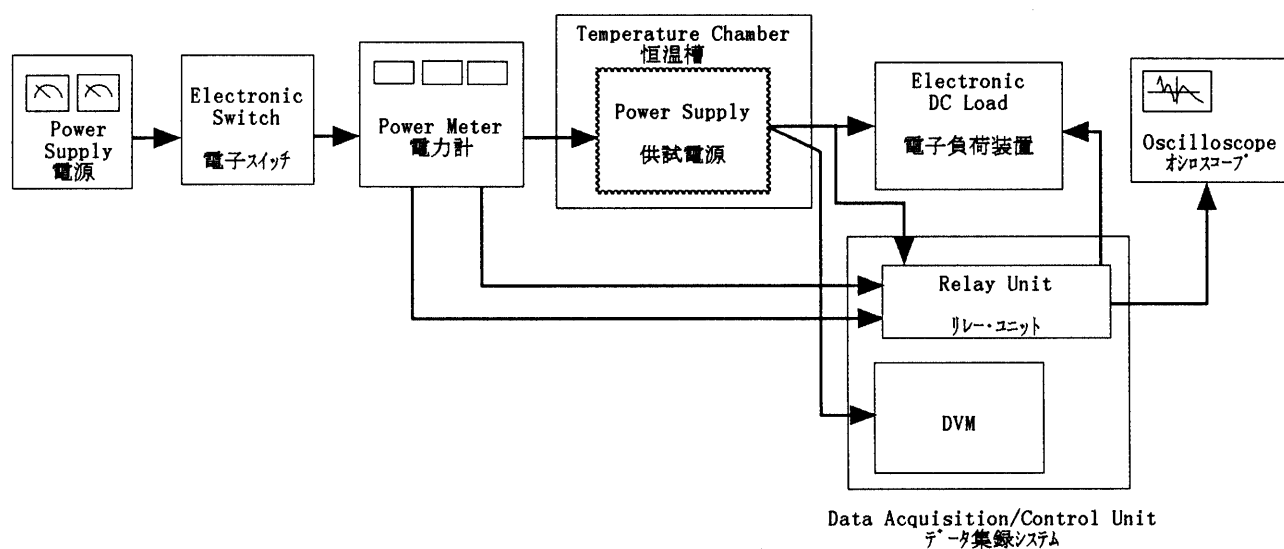 Power
Supply
電源
Electronic
Switch
電子スイッチ
Power Meter
電力計
Temperature Chamber
恒温槽
Power Supply
供試電源
Electronic
DC Load
電子負荷装置
Oscilloscope
オシロスコープ
Relay Unit
リレー・ユニット
DVM
Data Acquisition/Control Unit
データ集録システム